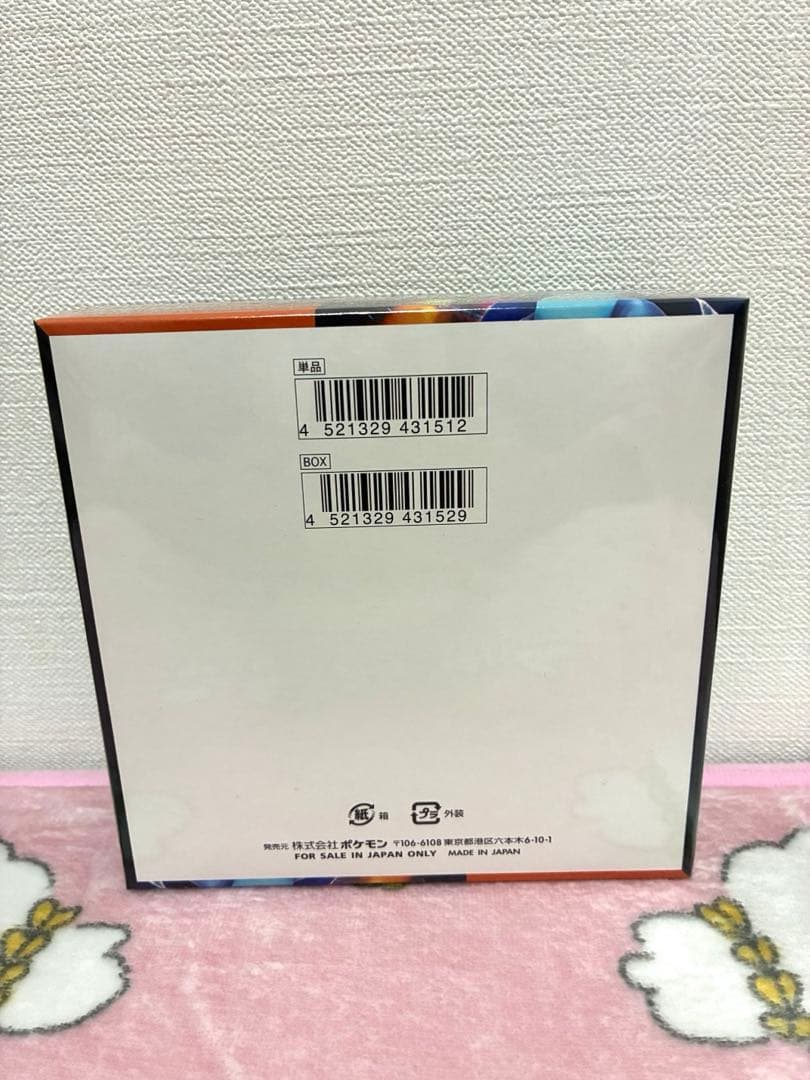 単品
4 521329 431512
BOX
4 521329 431529
紙 箱 プラ 外装
発売元 株式会社ポケモン 〒106-6108 東京都港区六本木6-10-1
FOR SALE IN JAPAN ONLY MADE IN JAPAN